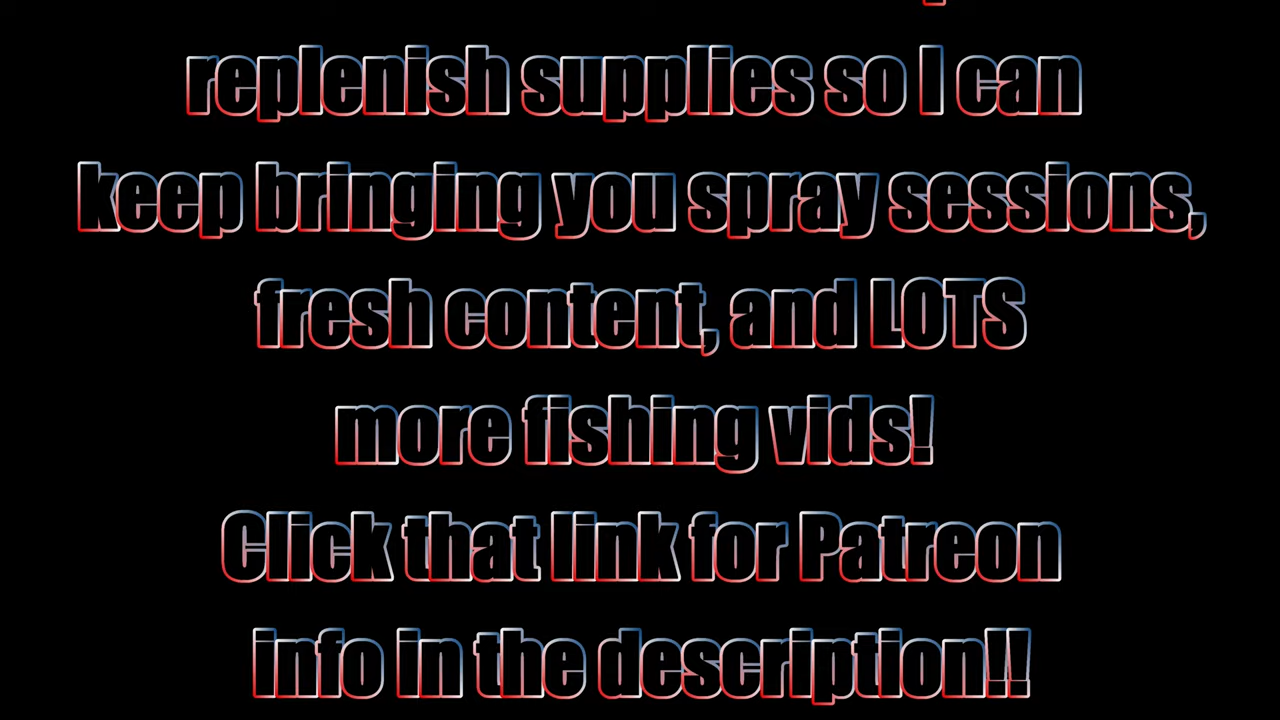 replenish supplies so I can
keep bringing you spray sessions,
fresh content, and LOTS
more fishing vids!
Click that link for Patreon
info in the description!!